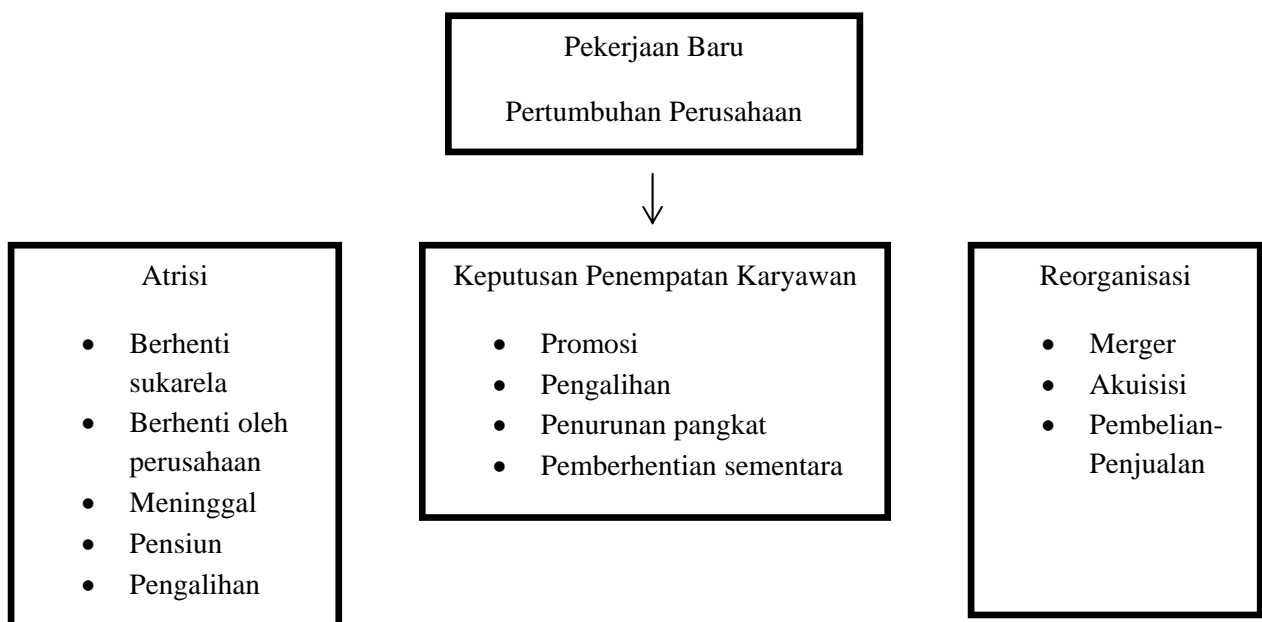 Pekerjaan Baru
Pertumbuhan Perusahaan
Atrisi
• Berhenti
sukarela
• Berhenti oleh
perusahaan
• Meninggal
• Pensiun
• Pengalihan
Keputusan Penempatan Karyawan
• Promosi
• Pengalihan
• Penurunan pangkat
• Pemberhentian sementara
Reorganisasi
• Merger
• Akuisisi
• Pembelian-
Penjualan